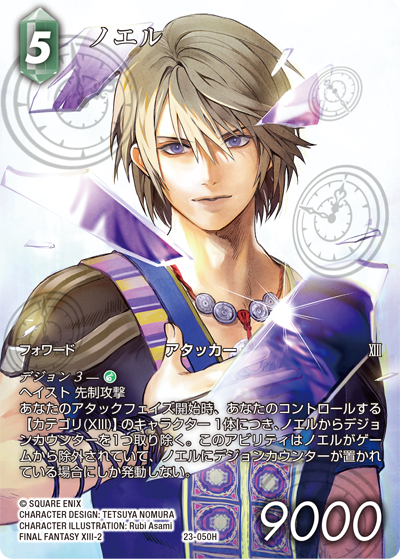 5
ノエル
フォワード アタッカー XIII
デジョン 3 ―
ヘイスト 先制攻撃
あなたのアタックフェイズ開始時、あなたのコントロールする
【カテゴリ(XIII)】のキャラクター 1体につき、ノエルからデジョ
ンカウンターを1つ取り除く。このアビリティはノエルがゲー
ムから除外されていて、ノエルにデジョンカウンターが置かれ
ている場合にしか発動しない。
© SQUARE ENIX
CHARACTER DESIGN: TETSUYA NOMURA
CHARACTER ILLUSTRATION: Rubi Asami
FINAL FANTASY XIII-2
23-050H
9000